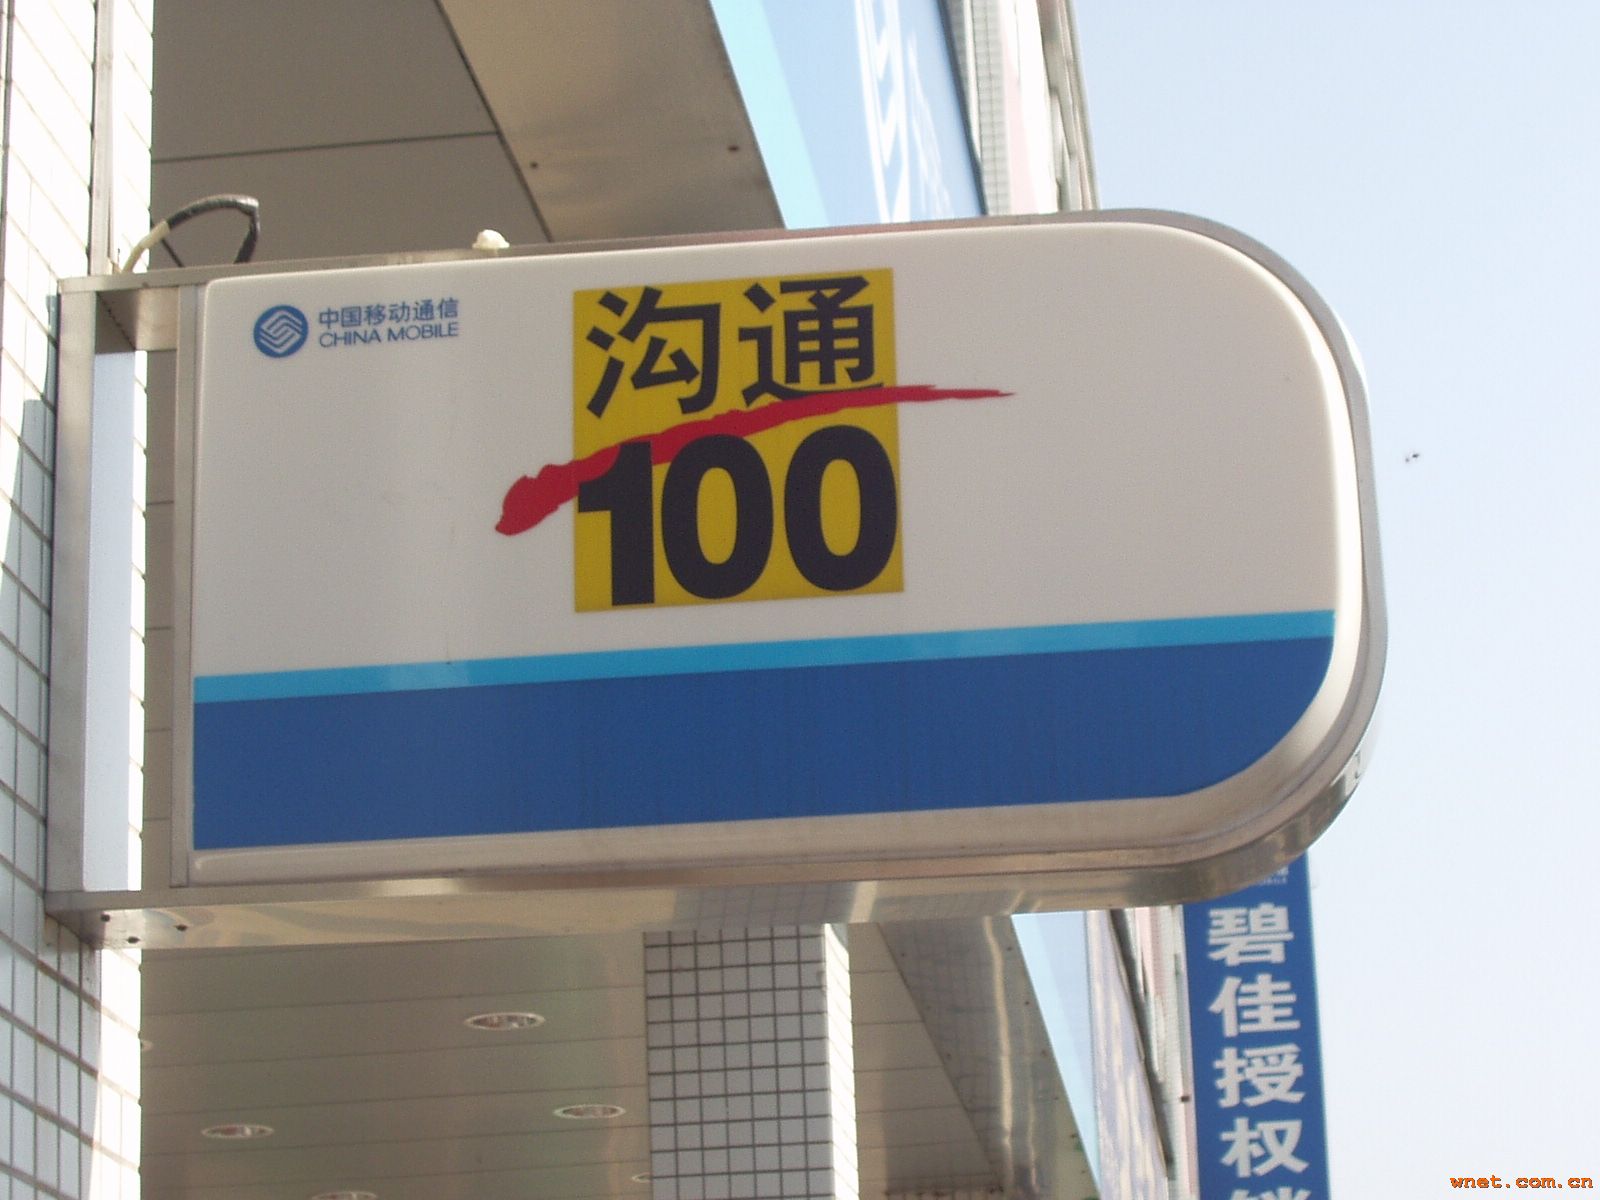 中国移动通信
CHINA MOBILE
沟通
100
碧佳授权
wnet.com.cn